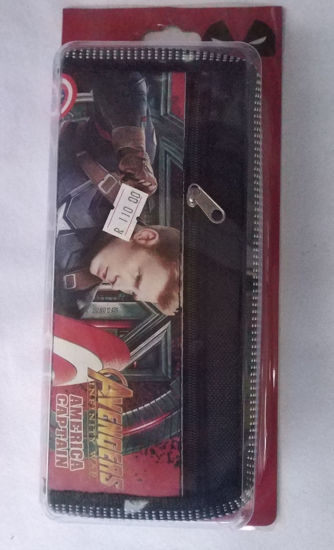 AVENGERS
INFINITY WAR
AMERICA
CAPTAIN
R 110 00